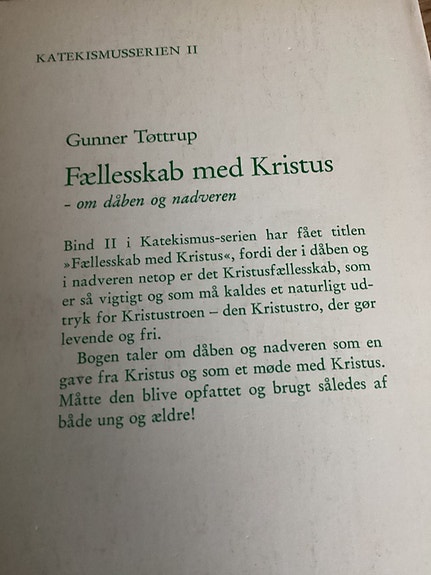 KATEKISMUSSERIEN II
Gunner Tøttrup
Fællesskab med Kristus
- om dåben og nadveren
Bind II i Katekismus-serien har fået titlen
»Fællesskab med Kristus«, fordi der i dåben og
i nadveren netop er det Kristusfællesskab, som
er så vigtigt og som må kaldes et naturligt ud-
tryk for Kristustroen – den Kristustro, der gør
levende og fri.
Bogen taler om dåben og nadveren som en
gave fra Kristus og som et møde med Kristus.
Måtte den blive opfattet og brugt således af
både ung og ældre!